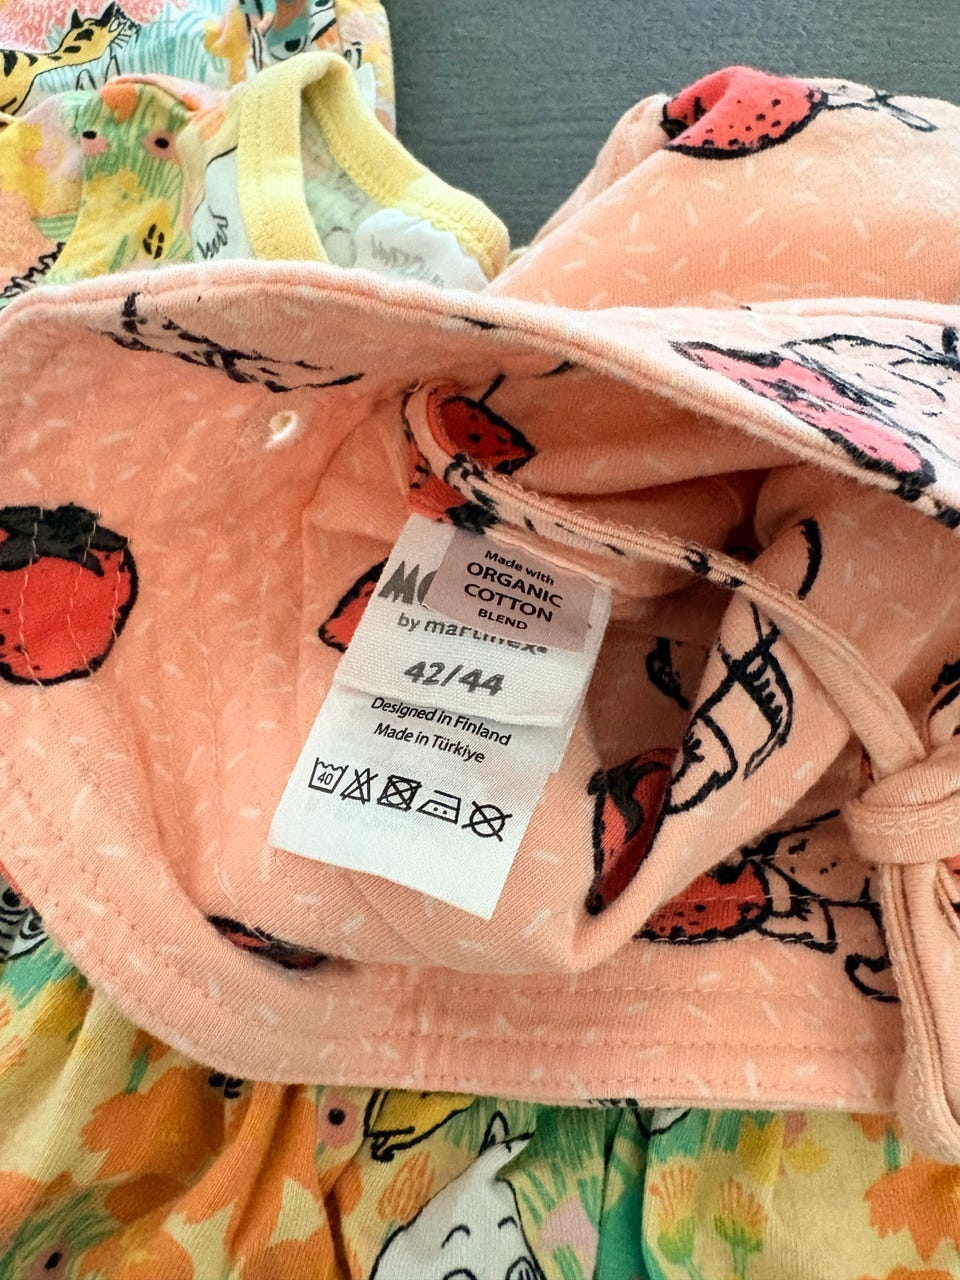 Made with
ORGANIC
COTTON
BLEND
by martinex®
42/44
Designed in Finland
Made in Türkiye
40